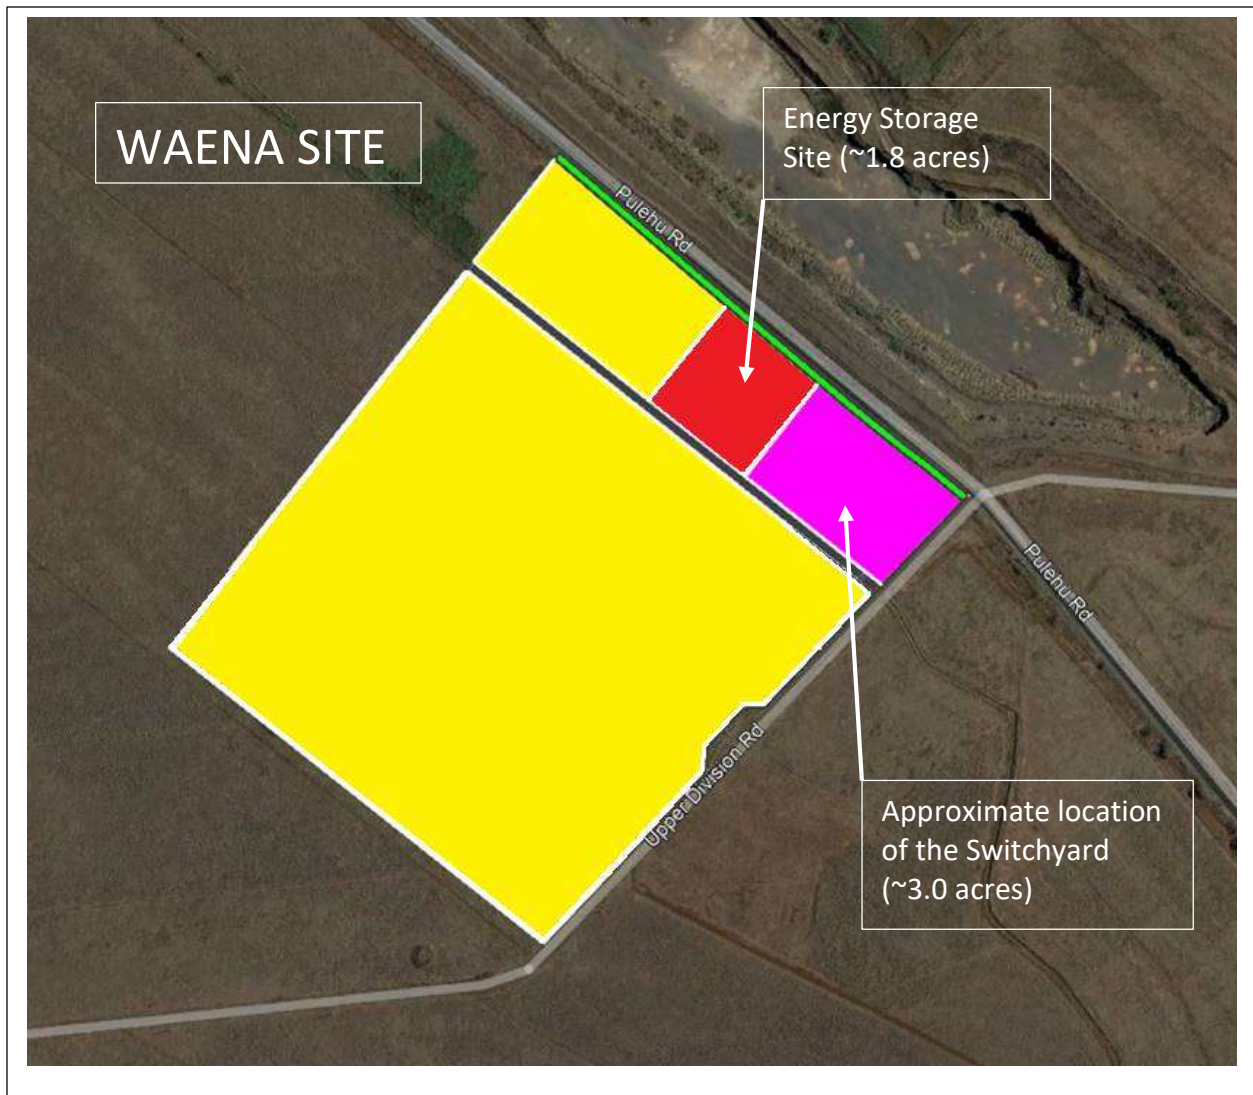 WAENA SITE
Energy Storage
Site (~1.8 acres)
Pulehu Rd
Pulehu Rd
Upper Division Rd
Approximate location
of the Switchyard
(~3.0 acres)